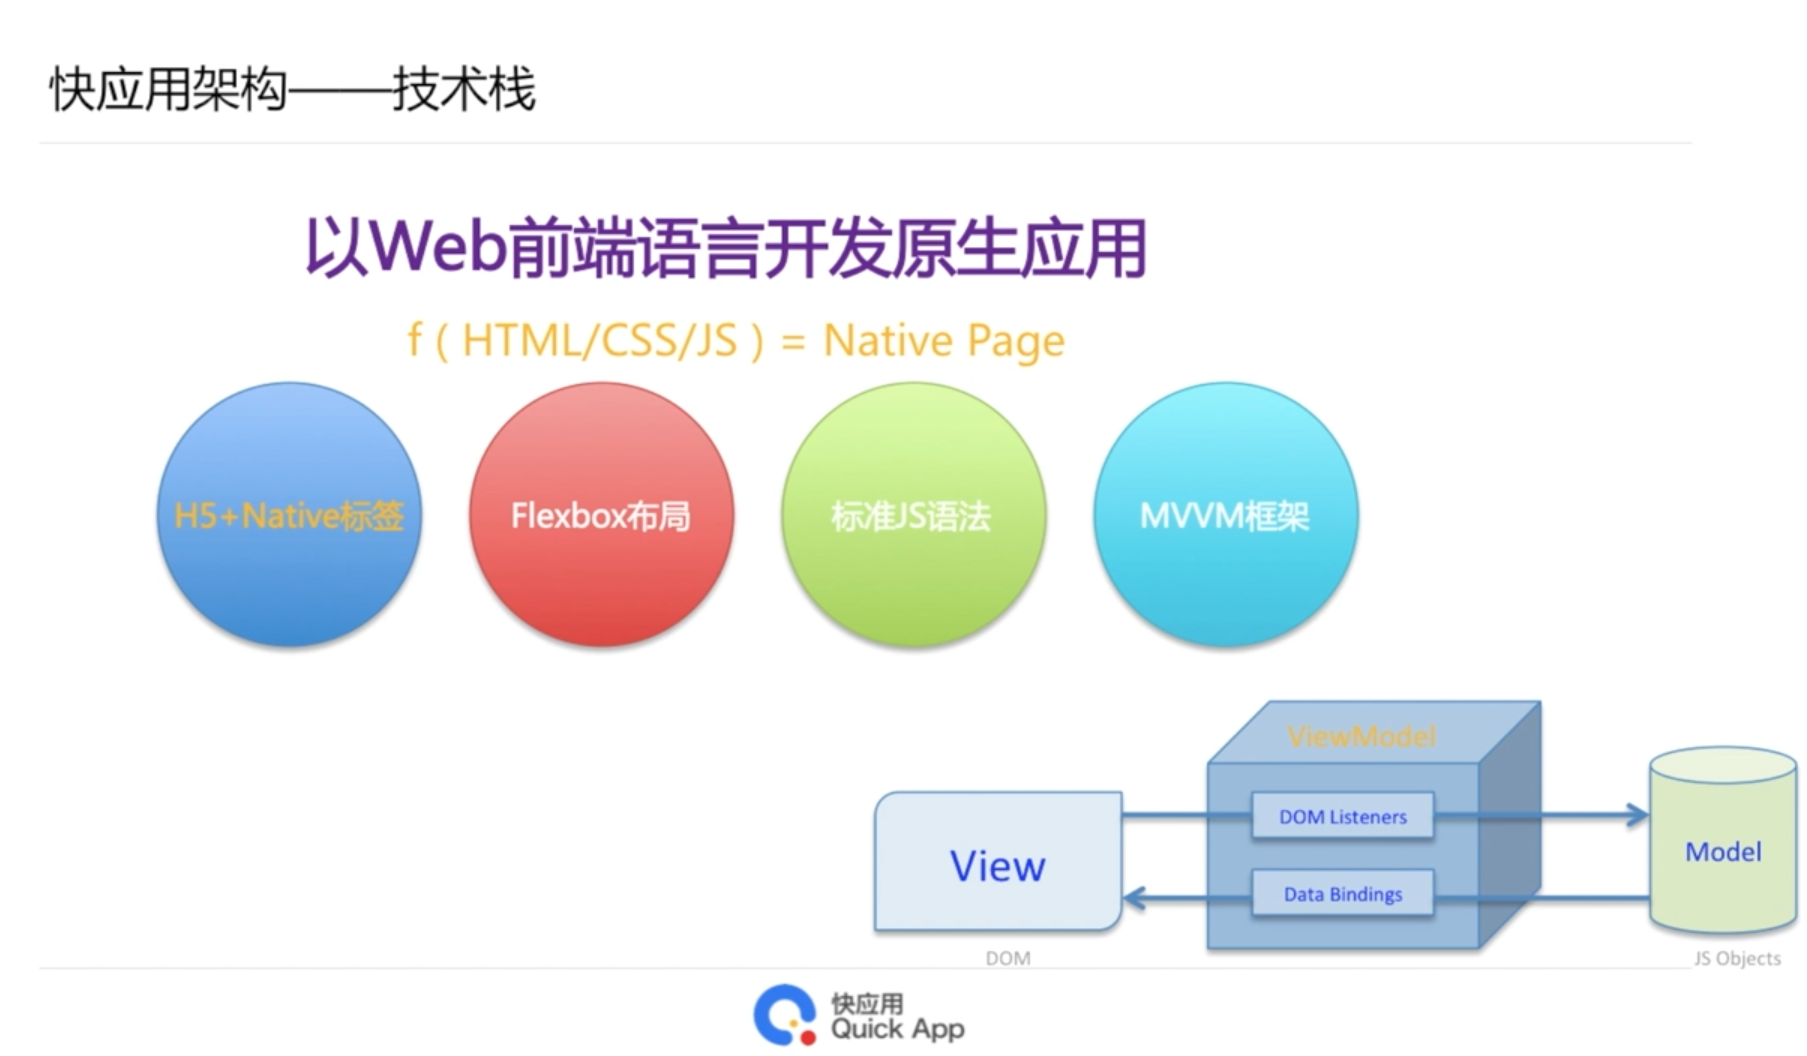 快应用架构——技术栈
以Web前端语言开发原生应用
f ( HTML/CSS/JS ) = Native Page
H5+Native标签
Flexbox布局
标准JS语法
MVVM框架
ViewModel
DOM Listeners
View
Model
Data Bindings
DOM
JS Objects
快应用
Quick App